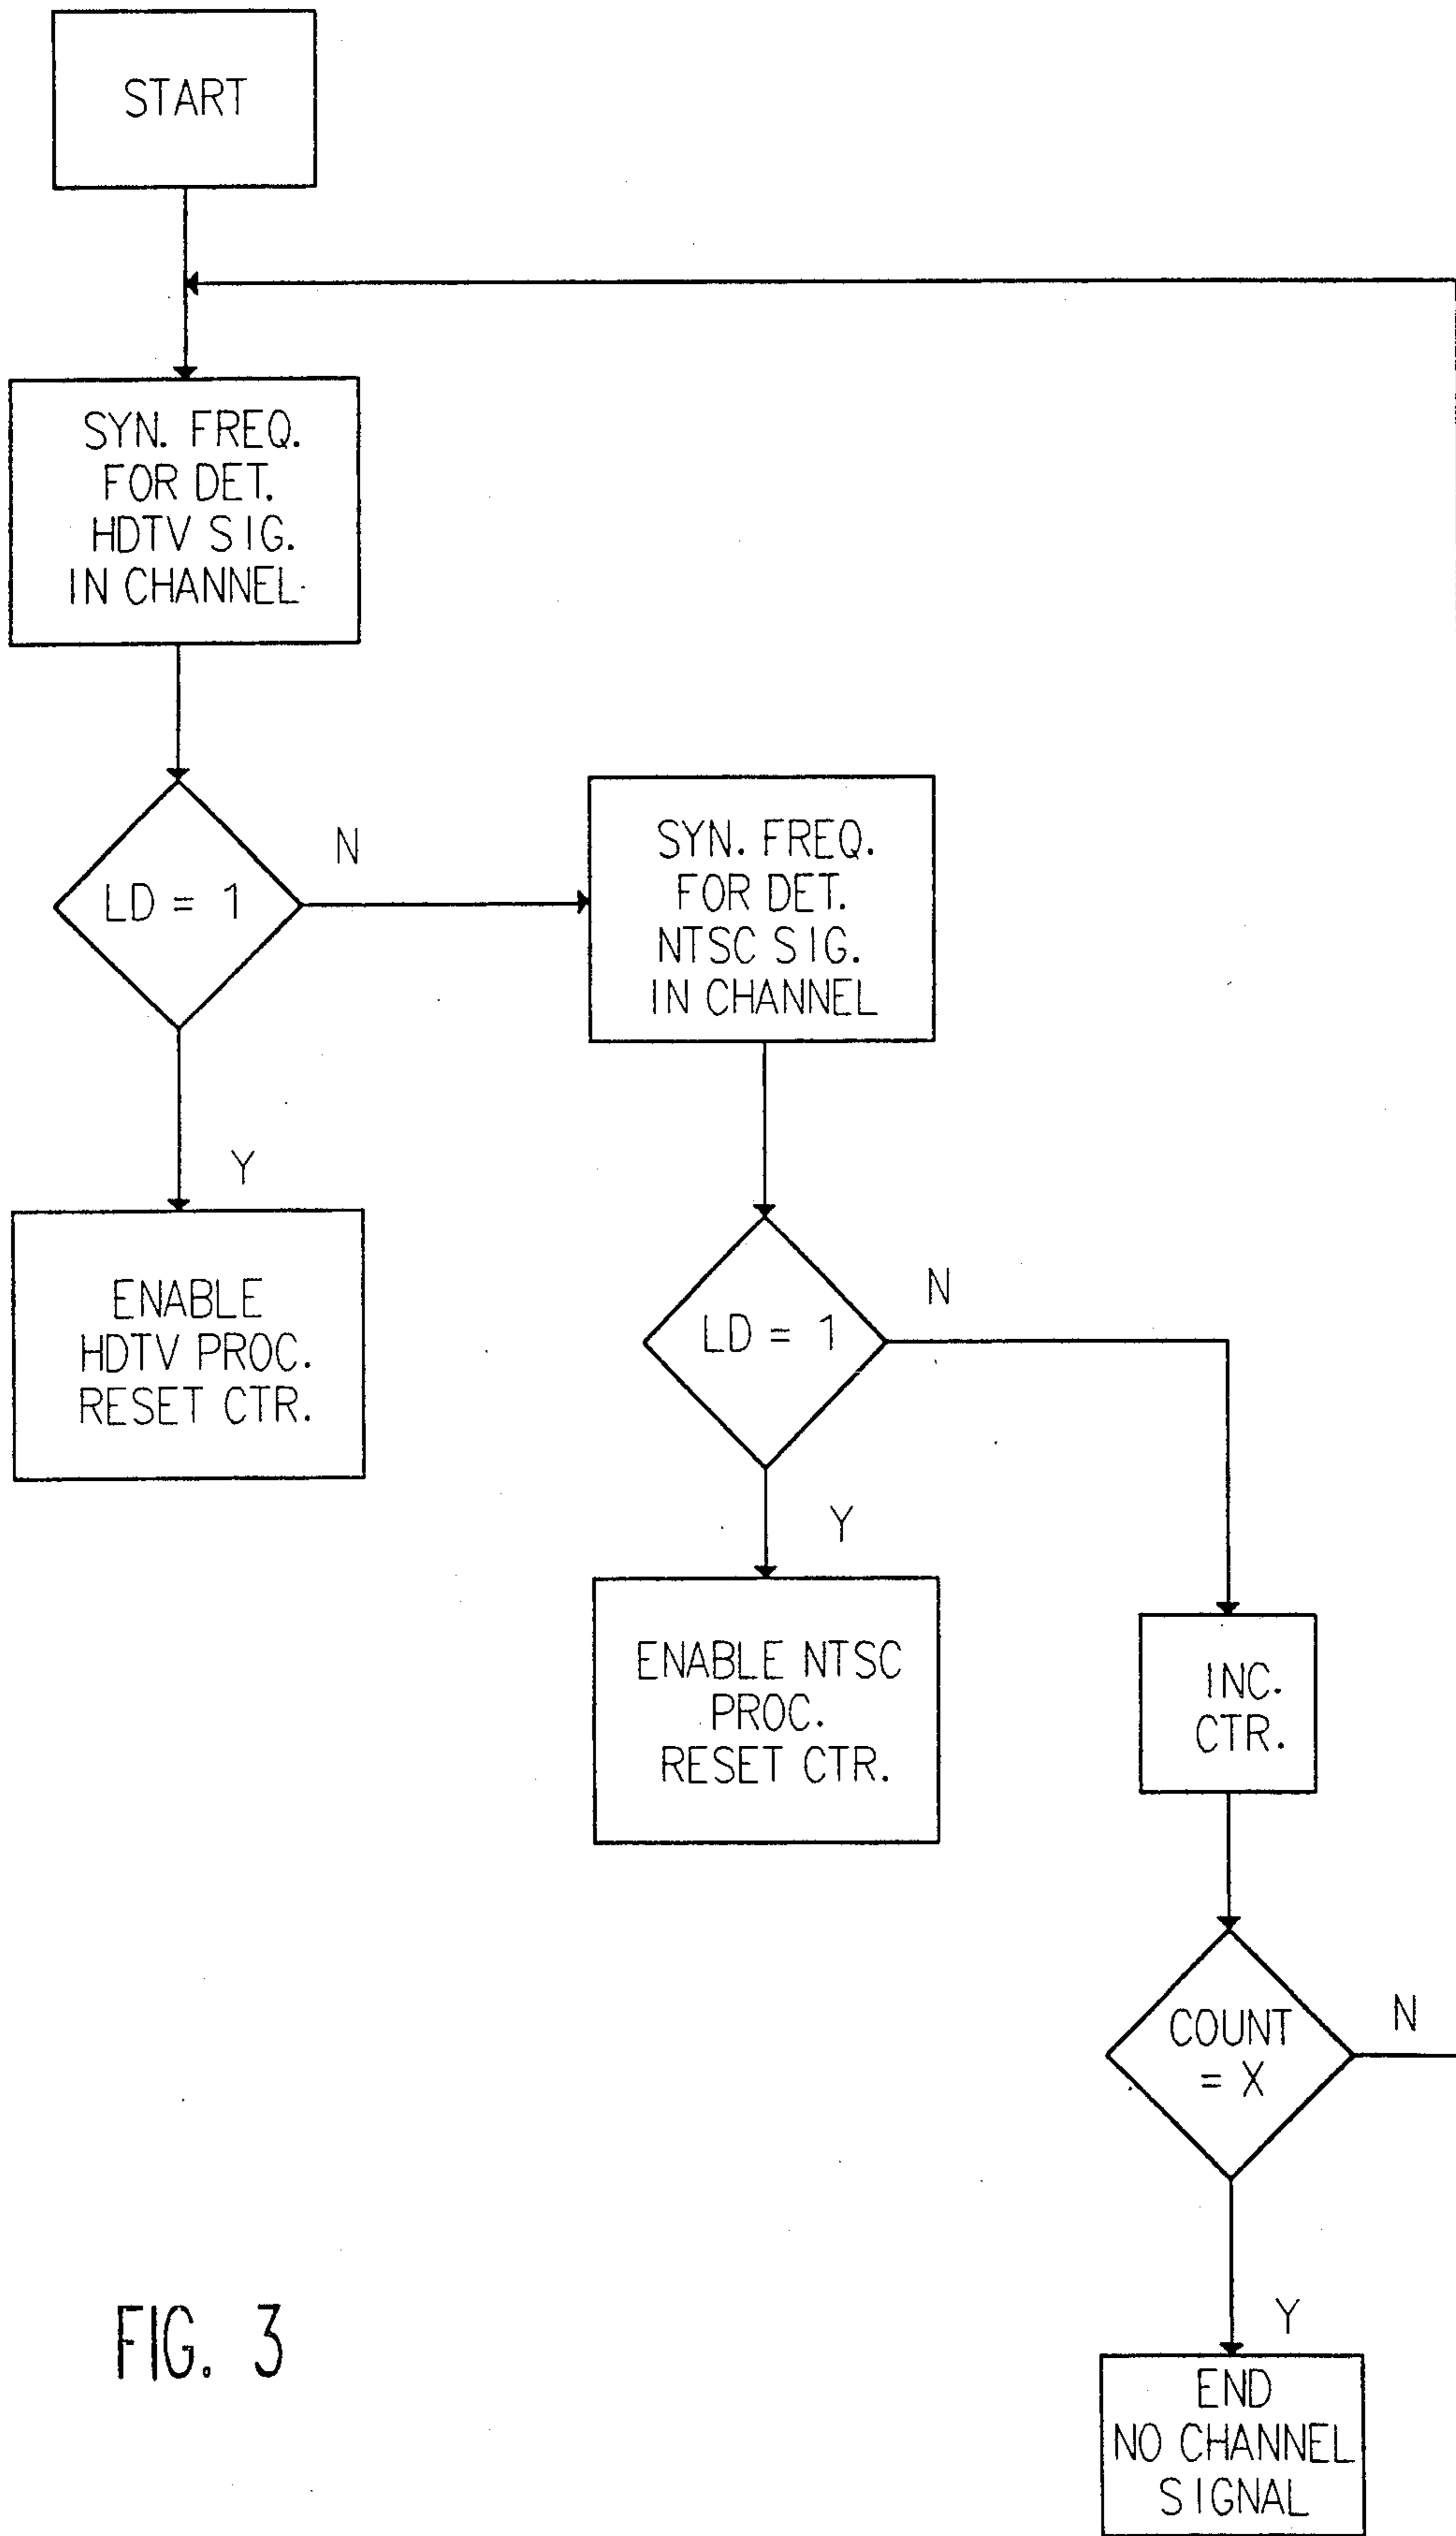 START
SYN. FREQ.
FOR DET.
HDTV SIG.
IN CHANNEL
LD = 1
N
Y
SYN. FREQ.
FOR DET.
NTSC SIG.
IN CHANNEL
ENABLE
HDTV PROC.
RESET CTR.
LD = 1
N
Y
ENABLE NTSC
PROC.
RESET CTR.
INC.
CTR.
COUNT
= X
N
Y
END
NO CHANNEL
SIGNAL
FIG. 3